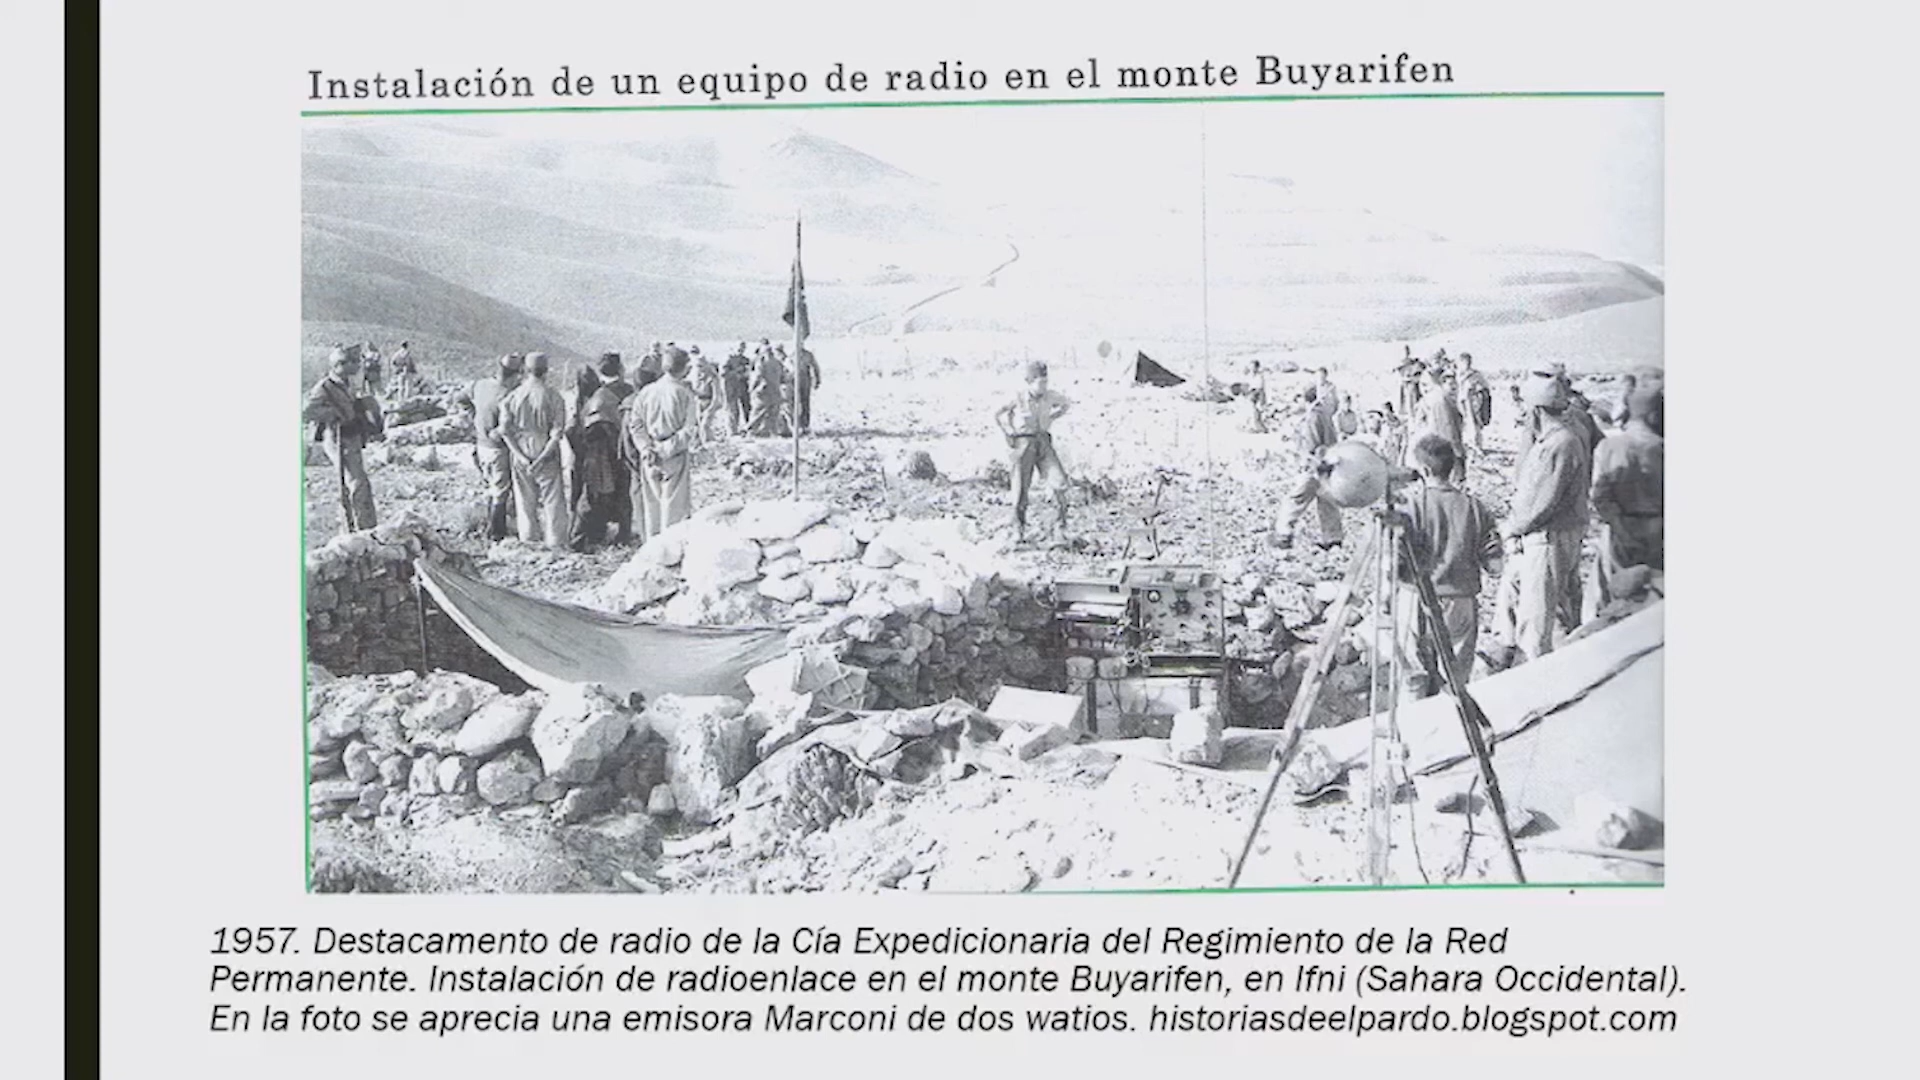 Instalación de un equipo de radio en el monte Buyarifen
1957. Destacamento de radio de la Cía Expedicionaria del Regimiento de la Red
Permanente. Instalación de radioenlace en el monte Buyarifen, en Ifni (Sahara Occidental).
En la foto se aprecia una emisora Marconi de dos watios. historiasdeelpardo.blogspot.com